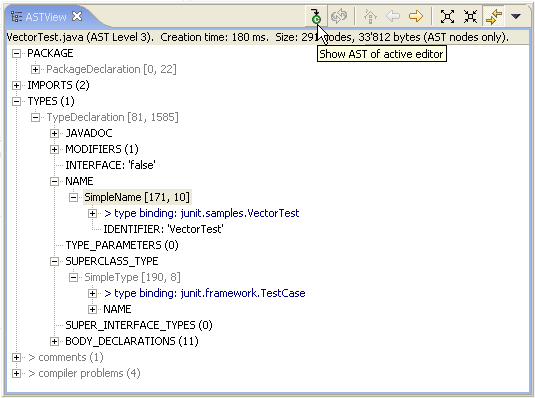 ASTView
VectorTest.java (AST Level 3). Creation time: 180 ms. Size: 291 nodes, 33'812 bytes (AST nodes only).
Show AST of active editor
PACKAGE
PackageDeclaration [0, 22]
IMPORTS (2)
TYPES (1)
TypeDeclaration [81, 1585]
JAVADOC
MODIFIERS (1)
INTERFACE: 'false'
NAME
SimpleName [171, 10]
> type binding: junit.samples.VectorTest
IDENTIFIER: 'VectorTest'
TYPE_PARAMETERS (0)
SUPERCLASS_TYPE
SimpleType [190, 8]
> type binding: junit.framework.TestCase
NAME
SUPER_INTERFACE_TYPES (0)
BODY_DECLARATIONS (11)
> comments (1)
> compiler problems (4)